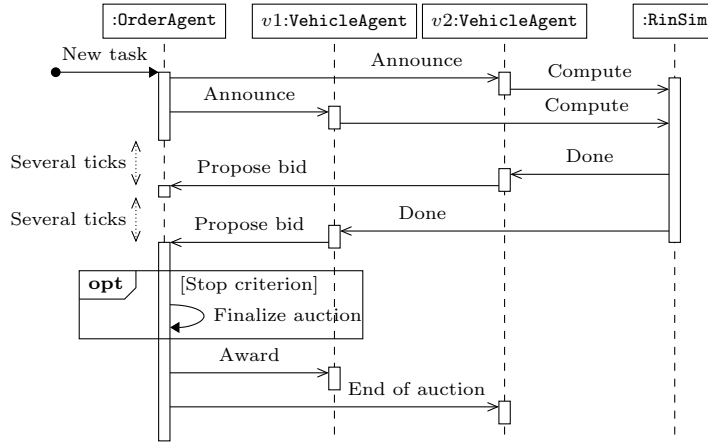 :OrderAgent
v1:VehicleAgent
v2:VehicleAgent
:RinSim
New task
Announce
Compute
Announce
Compute
Several ticks
Propose bid
Done
Several ticks
Propose bid
Done
opt
[Stop criterion]
Finalize auction
Award
End of auction